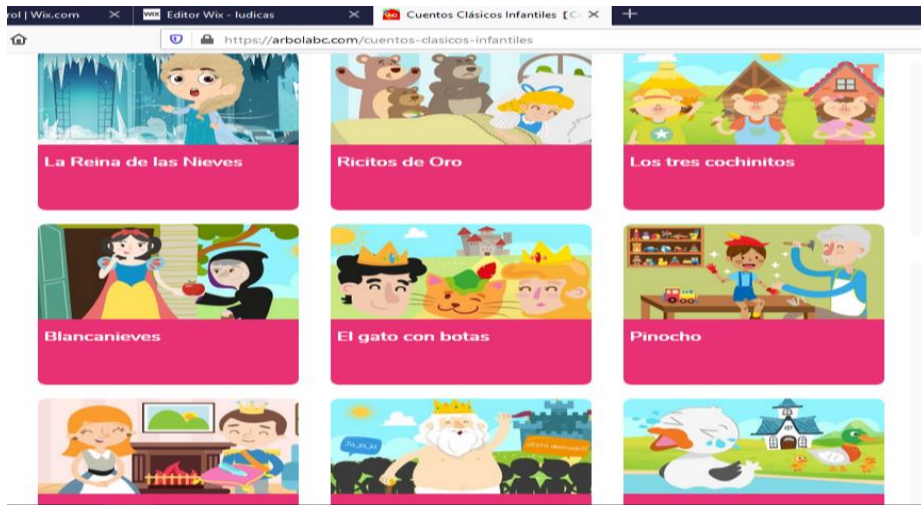 rol | Wix.com
WIX Editor Wix - ludicas
Cuentos Clásicos Infantiles [C
https://arbolabc.com/cuentos-clasicos-infantiles
La Reina de las Nieves
Ricitos de Oro
Los tres cochinitos
Blancanieves
El gato con botas
Pinocho